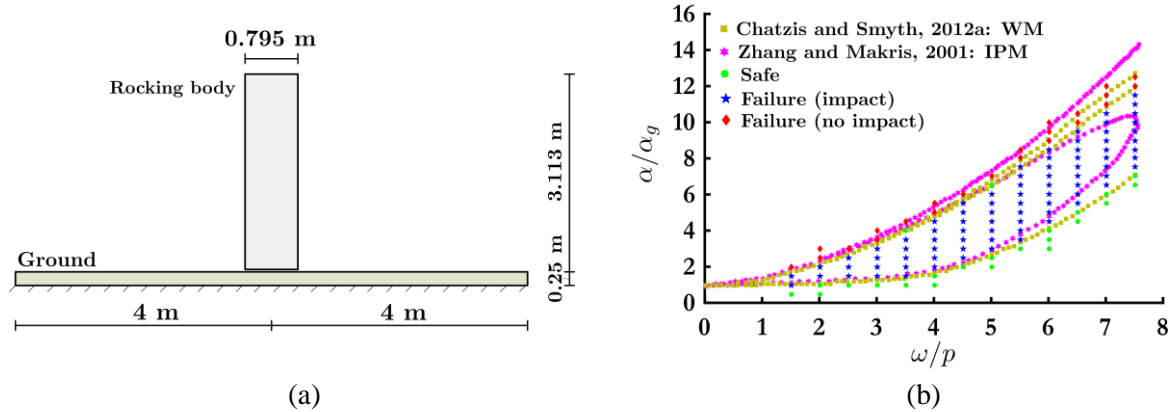 0.795 m
Rocking body
3.113 m
Ground
0.25 m
4 m
4 m
(a)
16
14
12
10
8
6
4
2
0
α/α_g
Chatzis and Smyth, 2012a: WM
Zhang and Makris, 2001: IPM
Safe
Failure (impact)
Failure (no impact)
0 1 2 3 4 5 6 7 8
ω/p
(b)